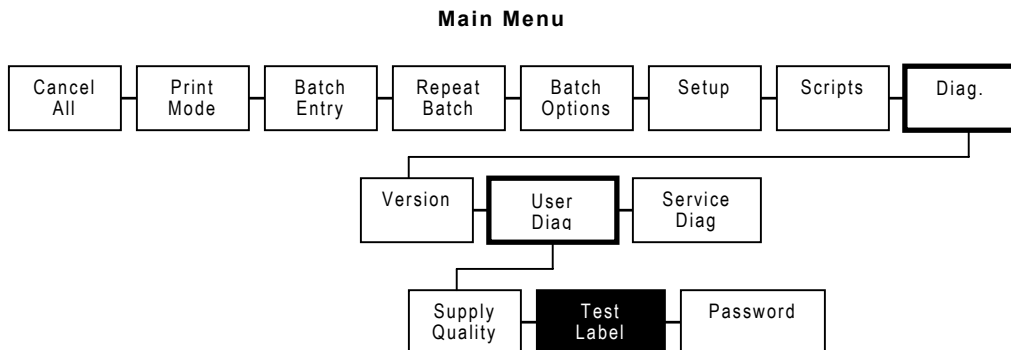 Main Menu
Cancel
All
Print
Mode
Batch
Entry
Repeat
Batch
Batch
Options
Setup
Scripts
Diag.
Version
User
Diag
Service
Diag
Supply
Quality
Test
Label
Password